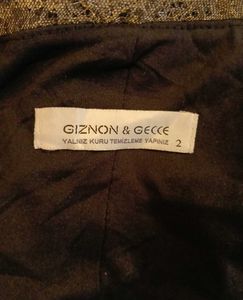 GIZNON & GECCE
YALNIZ KURU TEMİZLEME YAPINIZ 2